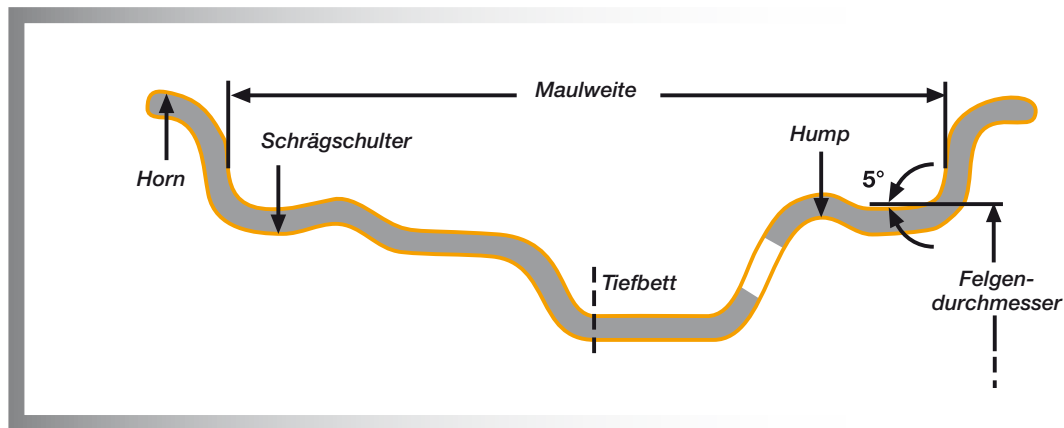 Maulweite
Schrägschulter
Hump
Horn
5°
Tiefbett
Felgen-
durchmesser